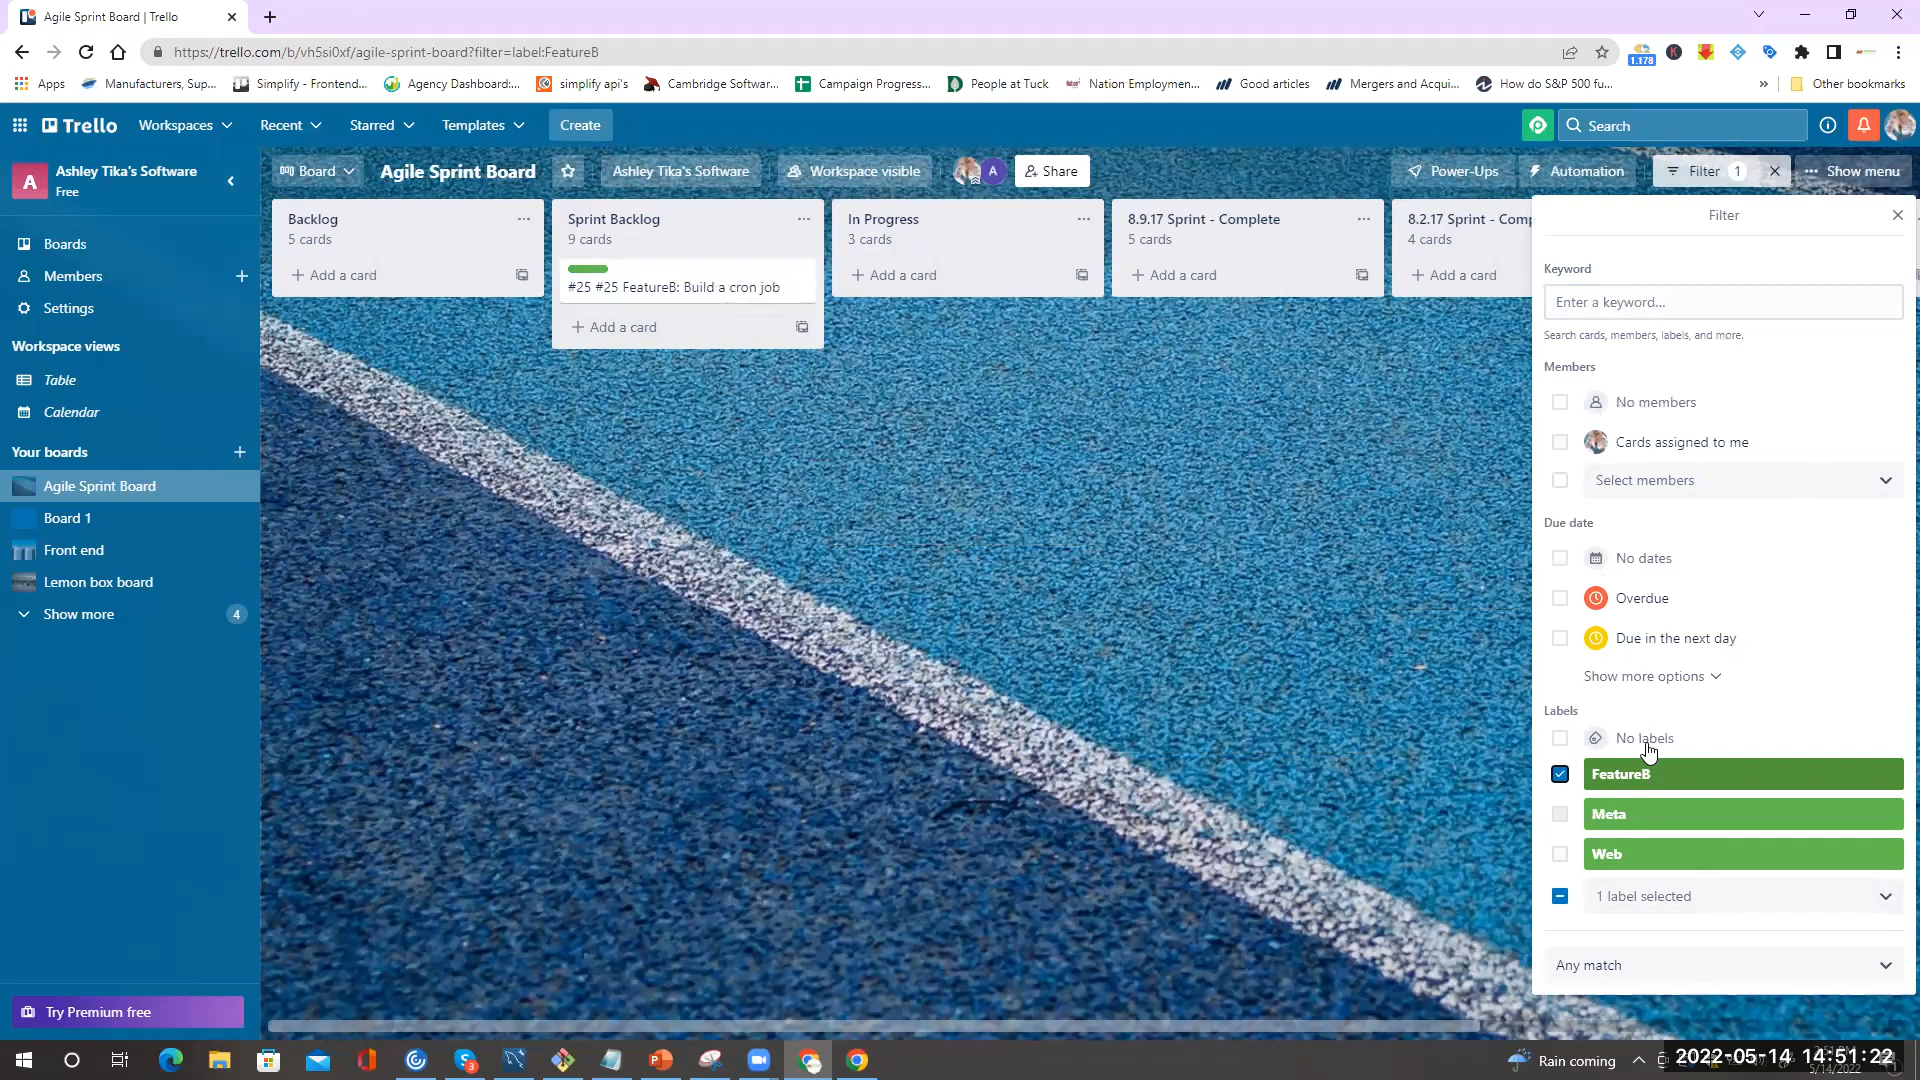 Agile Sprint Board | Trello
https://trello.com/b/vh5si0xf/agile-sprint-board?filter=label:FeatureB
1.178
Apps
Manufacturers, Sup...
Simplify - Frontend...
Agency Dashboard:...
simplify api's
Cambridge Softwar...
Campaign Progress...
People at Tuck
Nation Employmen...
Good articles
Mergers and Acqui...
How do S&P 500 fu...
»
Other bookmarks
Trello
Workspaces
Recent
Starred
Templates
Create
Search
A
Ashley Tika's Software
Free
Board
Agile Sprint Board
Ashley Tika's Software
Workspace visible
A
Share
Power-Ups
Automation
Filter 1
Show menu
Boards
Members
Settings
Workspace views
Table
Calendar
Your boards
Agile Sprint Board
Board 1
Front end
Lemon box board
Show more 4
Try Premium free
Backlog
5 cards
Add a card
Sprint Backlog
9 cards
#25 #25 FeatureB: Build a cron job
Add a card
In Progress
3 cards
Add a card
8.9.17 Sprint - Complete
5 cards
Add a card
8.2.17 Sprint - Comp
4 cards
Add a card
Filter
Keyword
Enter a keyword...
Search cards, members, labels, and more.
Members
No members
Cards assigned to me
Select members
Due date
No dates
Overdue
Due in the next day
Show more options
Labels
No labels
FeatureB
Meta
Web
1 label selected
Any match
Rain coming
2022-05-14 14:51:22
5/14/2022